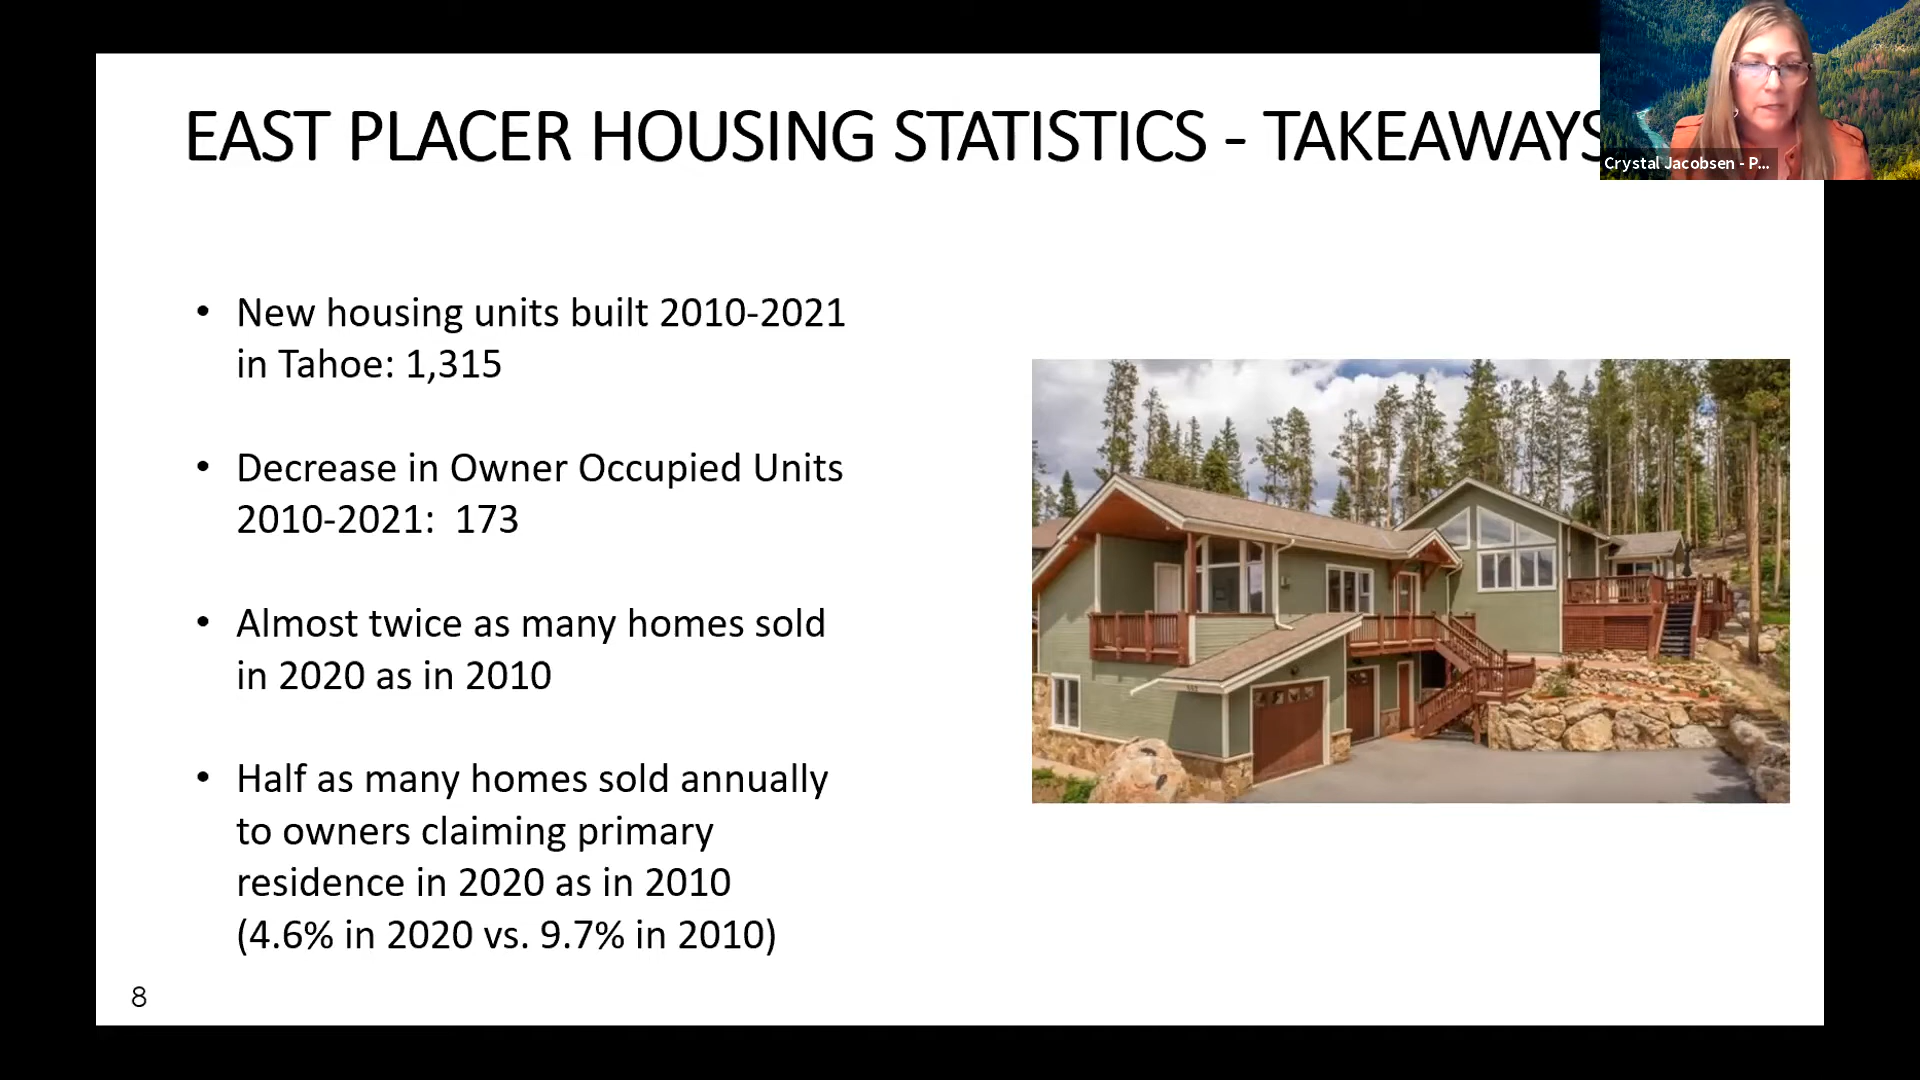 EAST PLACER HOUSING STATISTICS - TAKEAWAYS
Crystal Jacobsen - P...
• New housing units built 2010-2021
in Tahoe: 1,315
• Decrease in Owner Occupied Units
2010-2021:  173
• Almost twice as many homes sold
in 2020 as in 2010
• Half as many homes sold annually
to owners claiming primary
residence in 2020 as in 2010
(4.6% in 2020 vs. 9.7% in 2010)
8